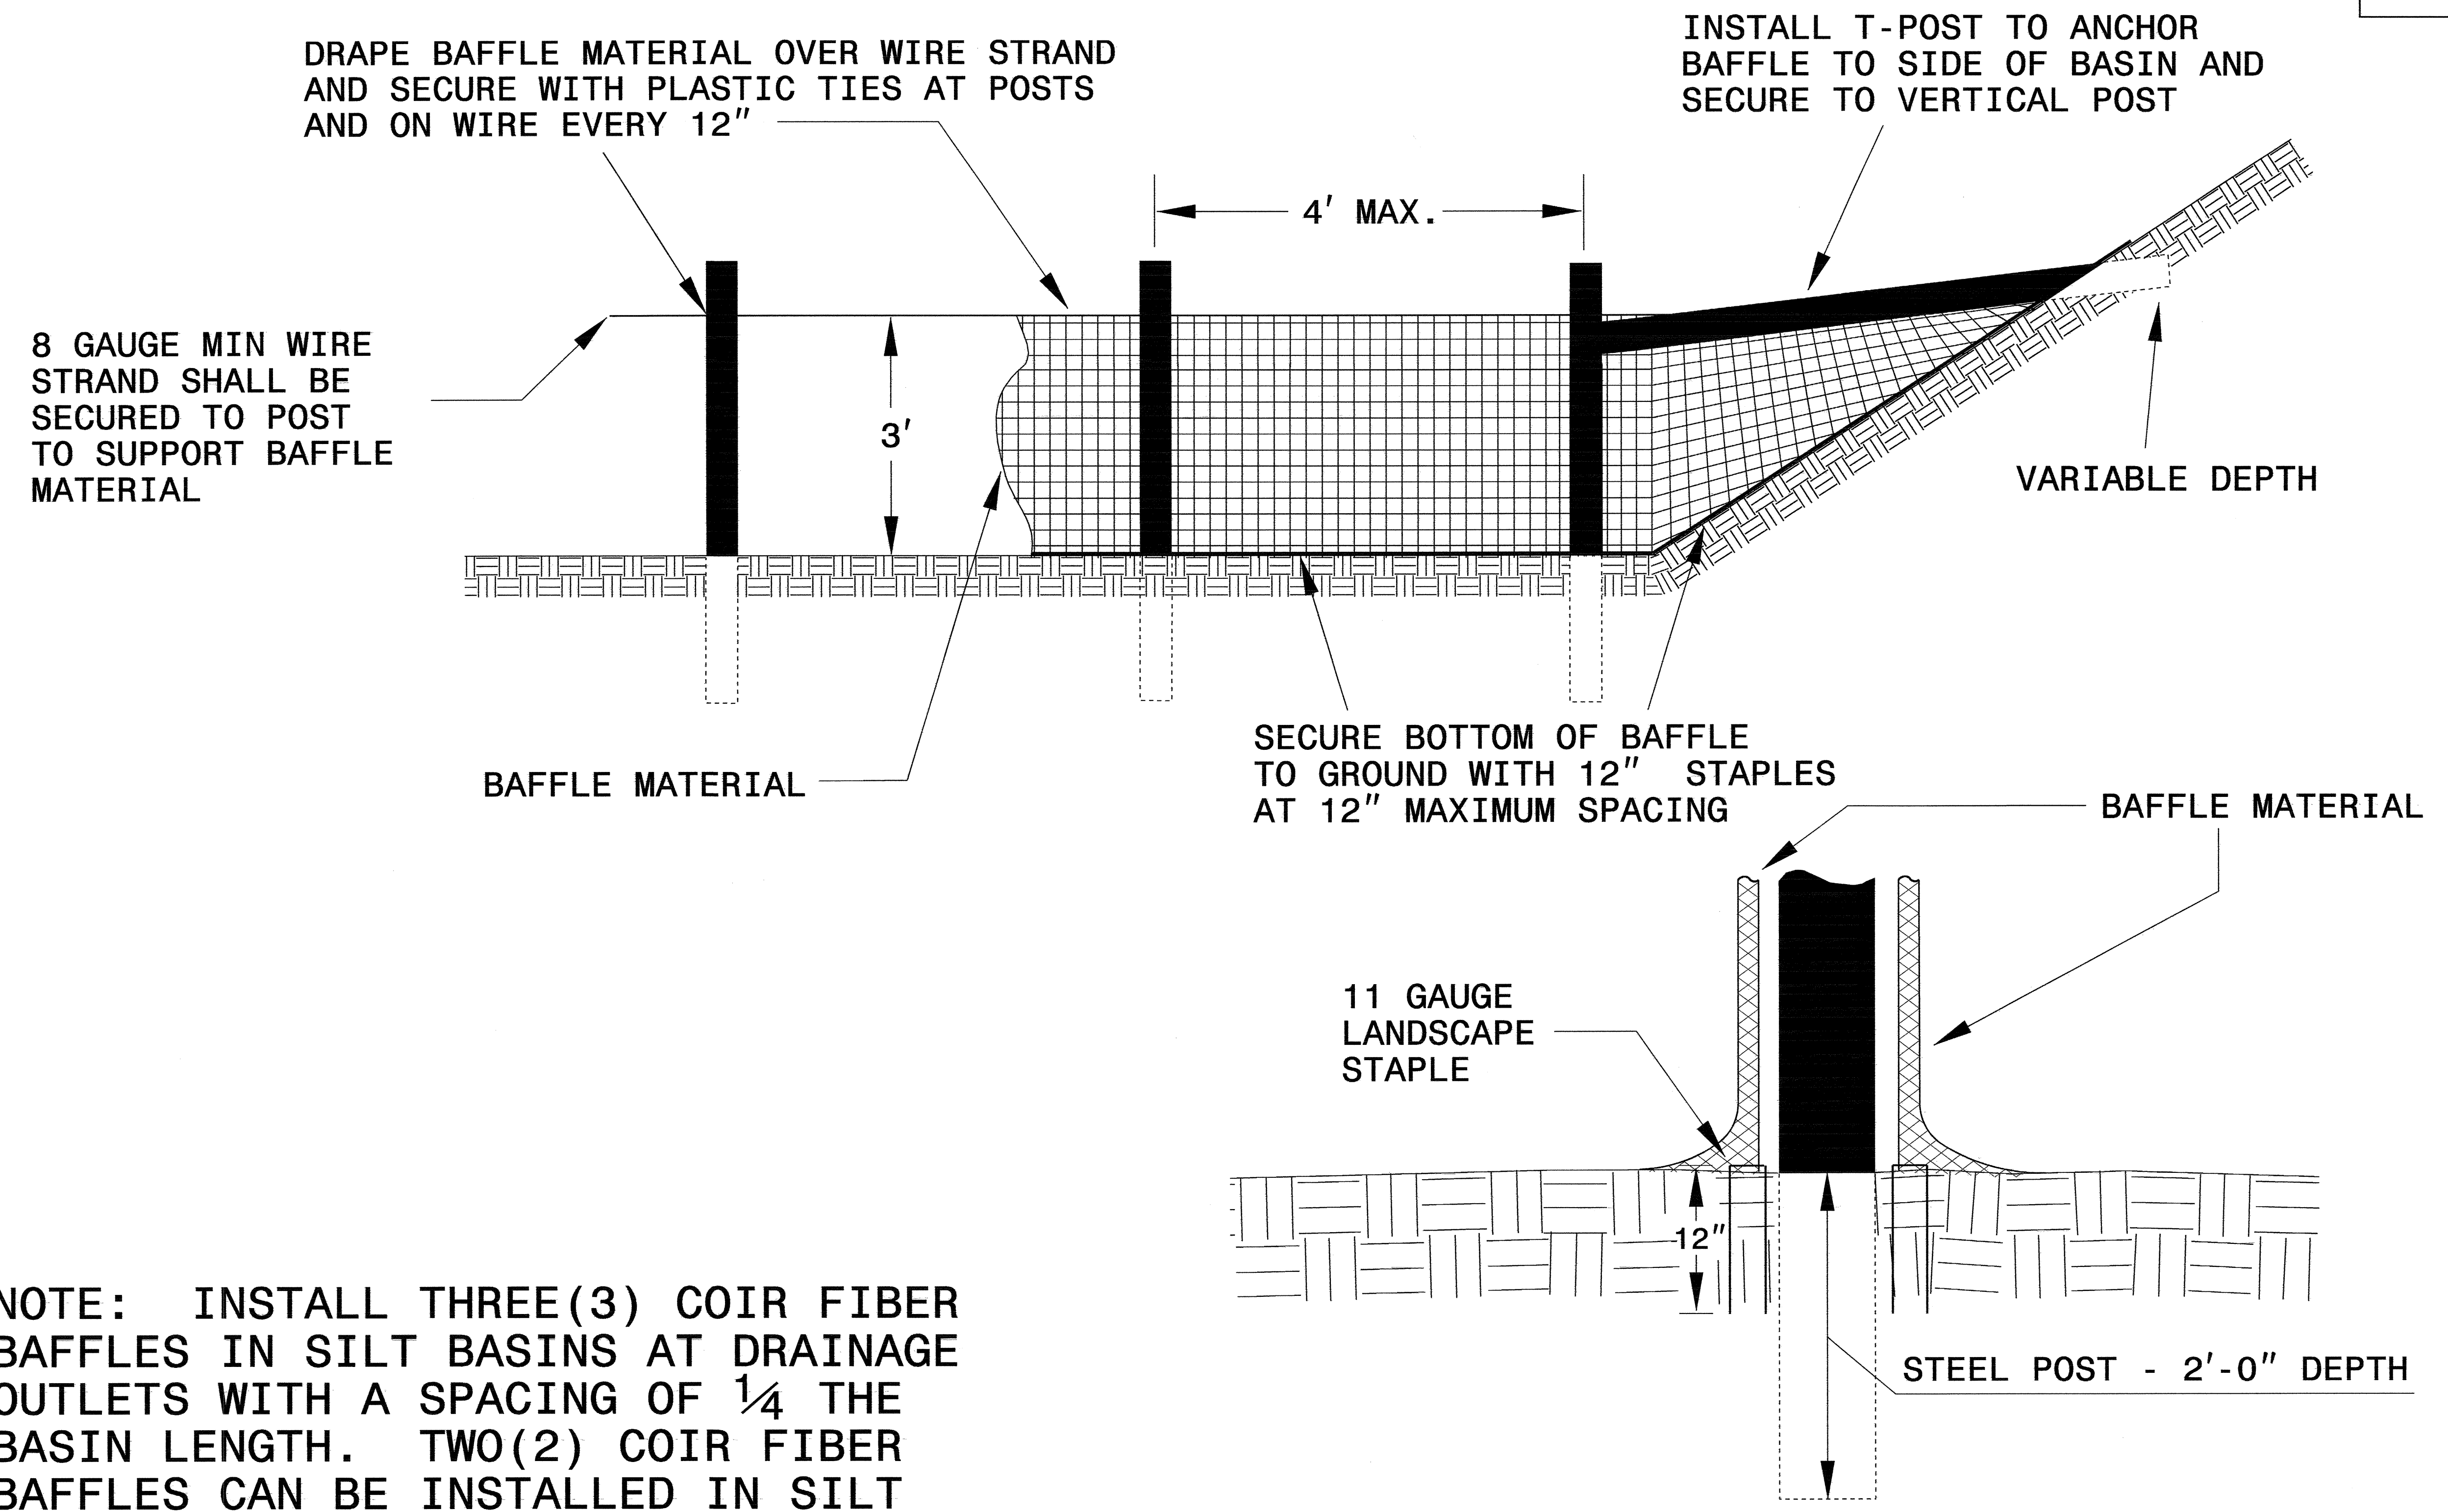 DRAPE BAFFLE MATERIAL OVER WIRE STRAND
AND SECURE WITH PLASTIC TIES AT POSTS
AND ON WIRE EVERY 12"
INSTALL T-POST TO ANCHOR
BAFFLE TO SIDE OF BASIN AND
SECURE TO VERTICAL POST
4' MAX.
8 GAUGE MIN WIRE
STRAND SHALL BE
SECURED TO POST
TO SUPPORT BAFFLE
MATERIAL
3'
VARIABLE DEPTH
BAFFLE MATERIAL
SECURE BOTTOM OF BAFFLE
TO GROUND WITH 12" STAPLES
AT 12" MAXIMUM SPACING
BAFFLE MATERIAL
11 GAUGE
LANDSCAPE
STAPLE
12"
STEEL POST - 2'-0" DEPTH
NOTE: INSTALL THREE(3) COIR FIBER
BAFFLES IN SILT BASINS AT DRAINAGE
OUTLETS WITH A SPACING OF 1/4 THE
BASIN LENGTH. TWO(2) COIR FIBER
BAFFLES CAN BE INSTALLED IN SILT